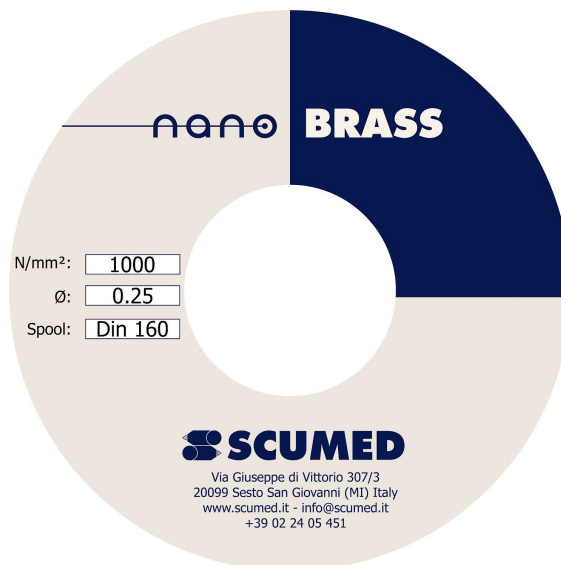 nano BRASS
N/mm²: 1000
Ø: 0.25
Spool: Din 160
SCUMED
Via Giuseppe di Vittorio 307/3
20099 Sesto San Giovanni (MI) Italy
www.scumed.it - info@scumed.it
+39 02 24 05 451